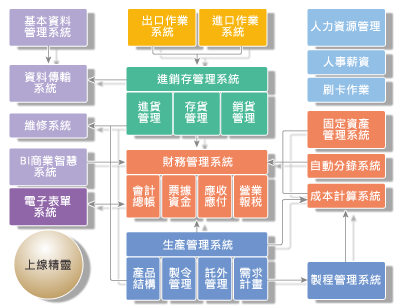 基本資料
管理系統
出口作業
系統
進口作業
系統
人力資源管理
資料傳輸
系統
進銷存管理系統
人事薪資
刷卡作業
進貨
管理
存貨
管理
銷貨
管理
維修系統
固定資產
管理系統
BI商業智慧
系統
財務管理系統
自動分錄系統
會計
總帳
票據
資金
應收
應付
營業
報稅
成本計算系統
電子表單
系統
生產管理系統
上線精靈
產品
結構
製令
管理
託外
管理
需求
計畫
製程管理系統